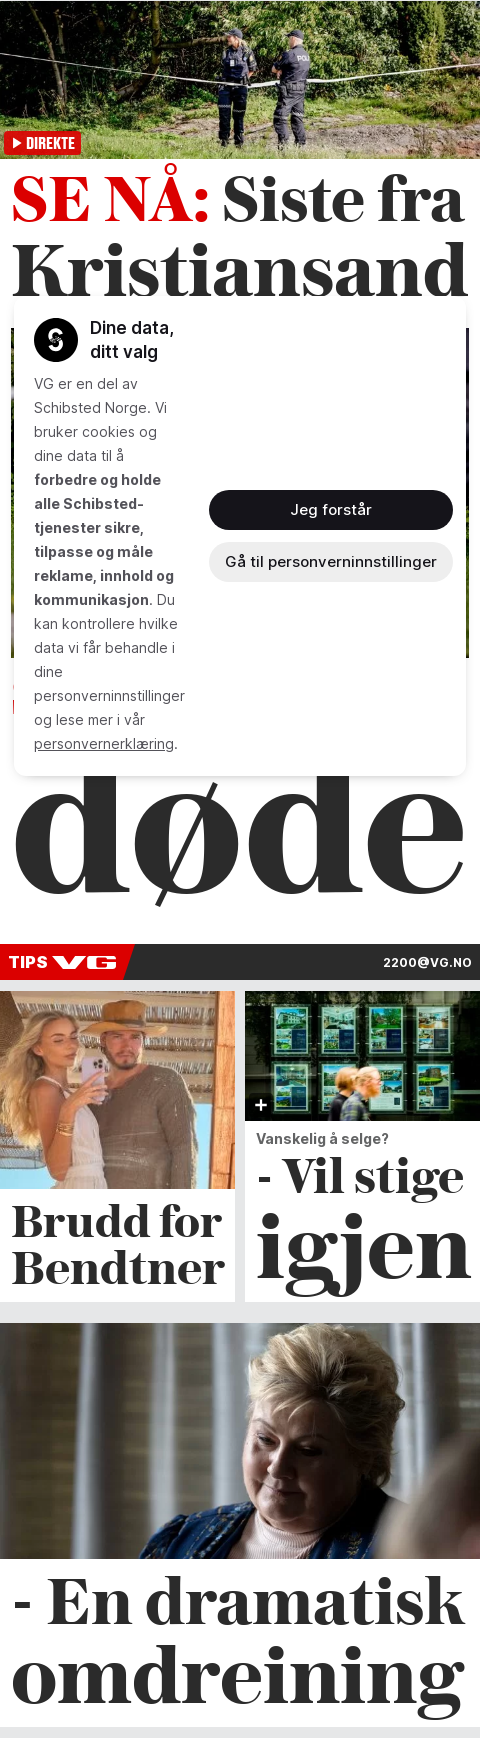 DIREKTE
SE NÅ: Siste fra
Kristiansand
Dine data,
ditt valg
VG er en del av
Schibsted Norge. Vi
bruker cookies og
dine data til å
forbedre og holde
alle Schibsted-
tjenester sikre,
tilpasse og måle
reklame, innhold og
kommunikasjon. Du
kan kontrollere hvilke
data vi får behandle i
dine
personverninnstillinger
og lese mer i vår
personvernerklæring.
Jeg forstår
Gå til personverninnstillinger
døde
TIPS VG
2200@VG.NO
Brudd for
Bendtner
Vanskelig å selge?
- Vil stige
igjen
- En dramatisk
omdreining